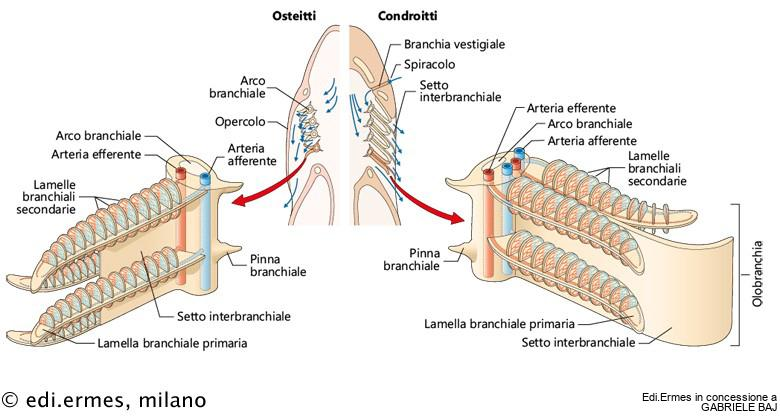 Osteitti
Condroitti
Branchia vestigiale
Spiracolo
Setto
interbranchiale
Arco
branchiale
Opercolo
Arco branchiale
Arteria efferente
Arteria
afferente
Lamelle
branchiali
secondarie
Pinna
branchiale
Setto interbranchiale
Lamella branchiale primaria
Arteria efferente
Arco branchiale
Arteria afferente
Lamelle
branchiali
secondarie
Pinna
branchiale
Olobranchia
Lamella branchiale primaria
Setto interbranchiale
© edi.ermes, milano
Edi.Ermes in concessione a
GABRIELE BAJ